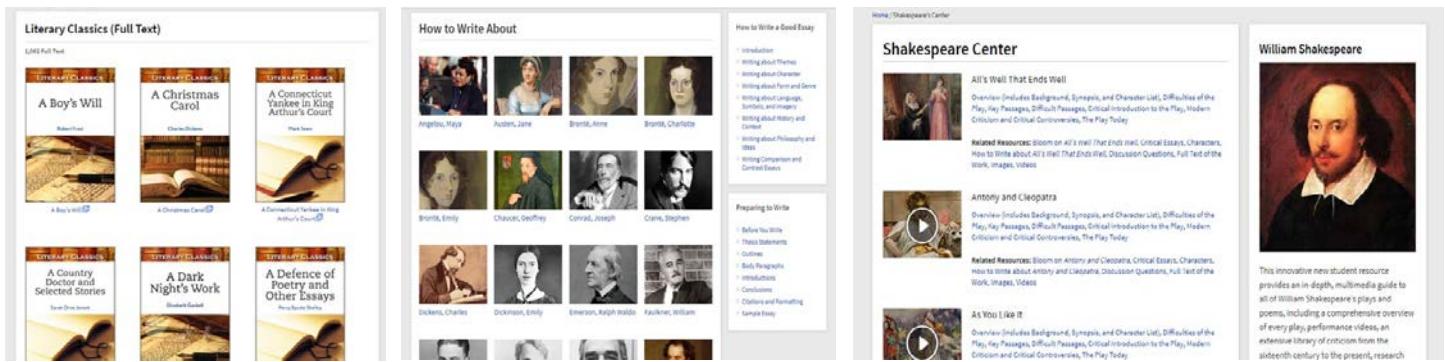 Literary Classics (Full Text)
Full Text
LITERARY CLASSICS
A Boy's Will
Robert Frost
A Boy's Will
LITERARY CLASSICS
A Christmas
Carol
Charles Dickens
A Christmas Carol
LITERARY CLASSICS
A Connecticut
Yankee in King
Arthur's Court
Mark Twain
A Connecticut Yankee in King
Arthur's Court
LITERARY CLASSICS
A Country
Doctor and
Selected Stories
Sarah Orne Jewett
LITERARY CLASSICS
A Dark
Night's Work
Elizabeth Gaskell
LITERARY CLASSICS
A Defence of
Poetry and
Other Essays
Percy Bysshe Shelley
How to Write About
Angelou, Maya
Austen, Jane
Brontë, Anne
Brontë, Charlotte
Brontë, Emily
Chaucer, Geoffrey
Conrad, Joseph
Crane, Stephen
Dickens, Charles
Dickinson, Emily
Emerson, Ralph Waldo
Faulkner, William
How to Write a Good Essay
Introduction
Writing about Themes
Writing about Character
Writing about Form and Genre
Writing about Language,
Symbols, and Imagery
Writing about History and
Context
Writing about Philosophy and
Ideas
Writing Comparison and
Contrast Essays
Preparing to Write
Before You Write
Thesis Statements
Outlines
Body Paragraphs
Introductions
Conclusions
Citations and Formatting
Sample Essay
Home / Shakespeare's Center
Shakespeare Center
All's Well That Ends Well
Overview (includes Background, Synopsis, and Character List), Difficulties of the
Play, Key Passages, Difficult Passages, Critical Introduction to the Play, Modern
Criticism and Critical Controversies, The Play Today
Related Resources: Bloom on All's Well That Ends Well, Critical Essays, Characters,
How to Write about All's Well That Ends Well, Discussion Questions, Full Text of the
Work, Images, Videos
Antony and Cleopatra
Overview (includes Background, Synopsis, and Character List), Difficulties of the
Play, Key Passages, Difficult Passages, Critical Introduction to the Play, Modern
Criticism and Critical Controversies, The Play Today
Related Resources: Bloom on Antony and Cleopatra, Critical Essays, Characters,
How to Write about Antony and Cleopatra, Discussion Questions, Full Text of the
Work, Images, Videos
As You Like It
Overview (includes Background, Synopsis, and Character List), Difficulties of the
Play, Key Passages, Difficult Passages, Critical Introduction to the Play, Modern
Criticism and Critical Controversies, The Play Today
William Shakespeare
This innovative new student resource
provides an in-depth, multimedia guide to
all of William Shakespeare's plays and
poems, including a comprehensive overview
of every play, performance videos, an
extensive library of criticism from the
sixteenth century to the present, research